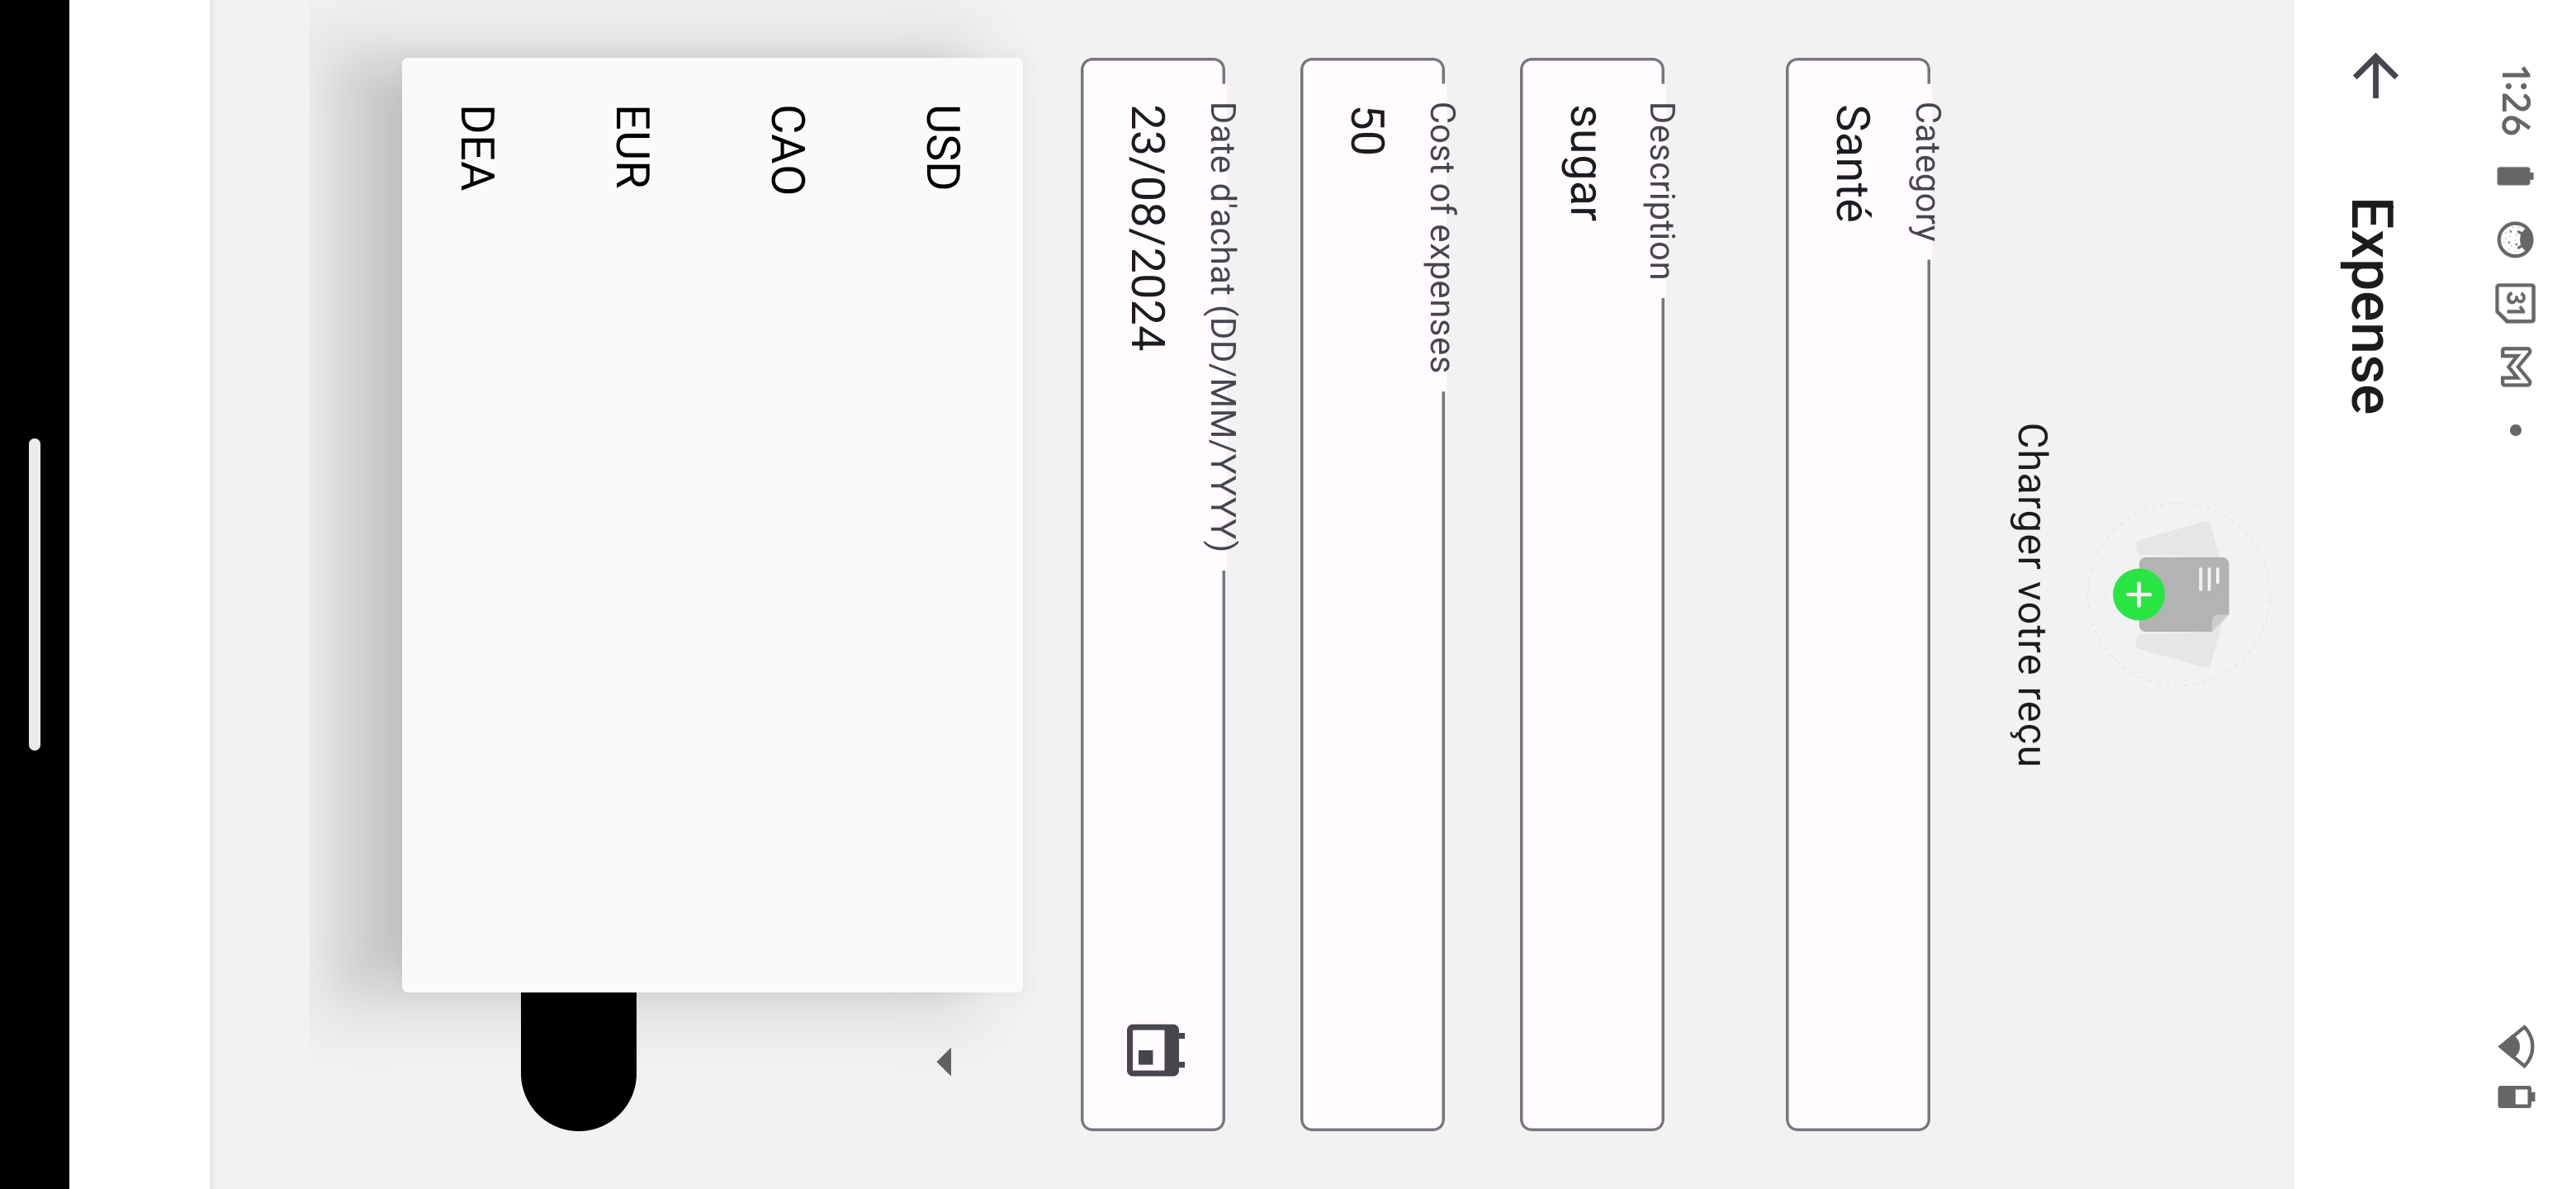 1:26
31
Expense
Charger votre reçu
Category
Santé
Description
sugar
Cost of expenses
50
Date d'achat (DD/MM/YYYY)
23/08/2024
USD
CAO
EUR
DEA